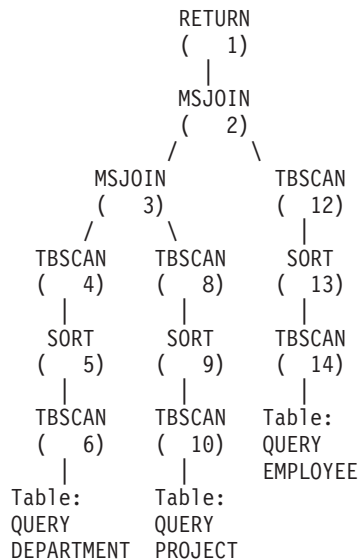 RETURN
( 1)
|
MSJOIN
( 2)
/ \
MSJOIN TBSCAN
( 3) ( 12)
/ \ |
TBSCAN TBSCAN SORT
( 4) ( 8) ( 13)
| | |
SORT SORT TBSCAN
( 5) ( 9) ( 14)
| | |
TBSCAN TBSCAN Table:
( 6) ( 10) QUERY
| | EMPLOYEE
Table: Table:
QUERY QUERY
DEPARTMENT PROJECT